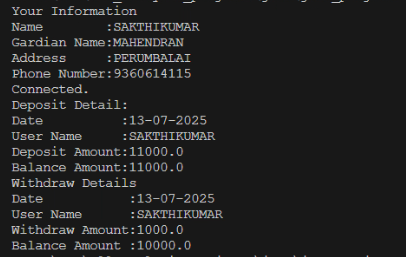 Your Information
Name        :SAKTHIKUMAR
Gardian Name:MAHENDRAN
Address     :PERUMBALAI
Phone Number:9360614115
Connected.
Deposit Detail:
Date          :13-07-2025
User Name     :SAKTHIKUMAR
Deposit Amount:11000.0
Balance Amount:11000.0
Withdraw Details
Date           :13-07-2025
User Name      :SAKTHIKUMAR
Withdraw Amount:1000.0
Balance Amount :10000.0